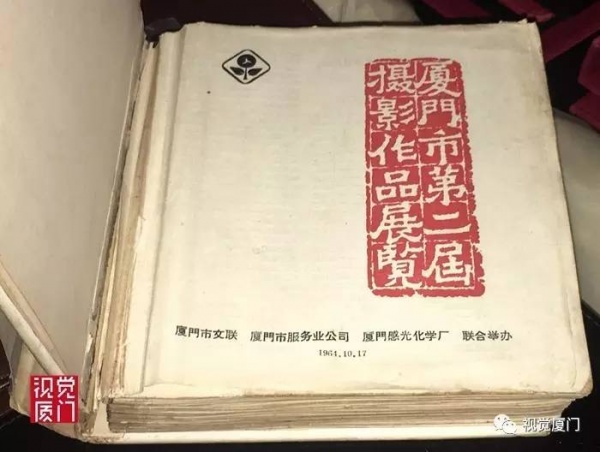 厦門市第二屆
摄影作品展覽
厦門市文联 厦門市服务业公司 厦門感光化学厂 联合举办
1964.10.17
视觉
厦门
视觉厦门